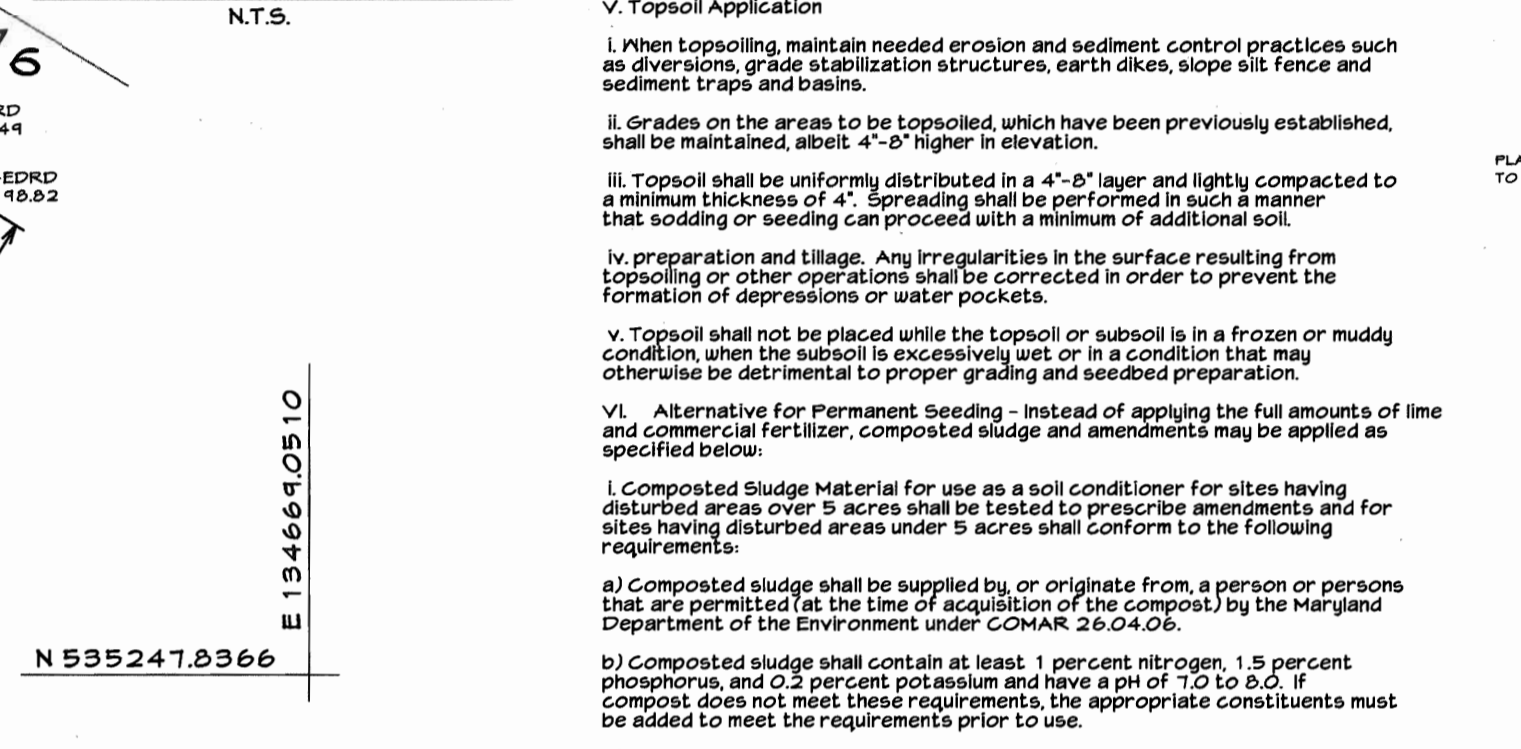 N.T.S.
6
RD
49
EDRD
98.82
E 1346669.0510
N 535247.8366
V. Topsoil Application
i. When topsoiling, maintain needed erosion and sediment control practices such
as diversions, grade stabilization structures, earth dikes, slope silt fence and
sediment traps and basins.
ii. Grades on the areas to be topsoiled, which have been previously established,
shall be maintained, albeit 4"-8" higher in elevation.
iii. Topsoil shall be uniformly distributed in a 4"-8" layer and lightly compacted to
a minimum thickness of 4". Spreading shall be performed in such a manner
that sodding or seeding can proceed with a minimum of additional soil.
iv. preparation and tillage. Any irregularities in the surface resulting from
topsoiling or other operations shall be corrected in order to prevent the
formation of depressions or water pockets.
v. Topsoil shall not be placed while the topsoil or subsoil is in a frozen or muddy
condition, when the subsoil is excessively wet or in a condition that may
otherwise be detrimental to proper grading and seedbed preparation.
VI. Alternative for Permanent Seeding - Instead of applying the full amounts of lime
and commercial fertilizer, composted sludge and amendments may be applied as
specified below:
i. Composted Sludge Material for use as a soil conditioner for sites having
disturbed areas over 5 acres shall be tested to prescribe amendments and for
sites having disturbed areas under 5 acres shall conform to the following
requirements:
a) Composted sludge shall be supplied by, or originate from, a person or persons
that are permitted (at the time of acquisition of the compost) by the Maryland
Department of the Environment under COMAR 26.04.06.
b) Composted sludge shall contain at least 1 percent nitrogen, 1.5 percent
phosphorus, and 0.2 percent potassium and have a pH of 7.0 to 8.0. If
compost does not meet these requirements, the appropriate constituents must
be added to meet the requirements prior to use.
PLA
TO